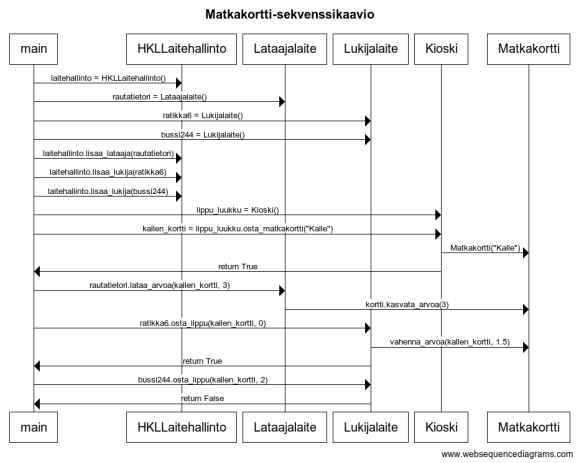 Matkakortti-sekvenssikaavio
main HKLLaitehallinto Lataajalaite Lukijalaite Kioski Matkakortti
laitehallinto = HKLLaitehallinto()
rautatietori = Lataajalaite()
ratikka6 = Lukijalaite()
bussi244 = Lukijalaite()
laitehallinto.lisaa_lataaja(rautatietori)
laitehallinto.lisaa_lukija(ratikka6)
laitehallinto.lisaa_lukija(bussi244)
lippu_luukku = Kioski()
kallen_kortti = lippu_luukku.osta_matkakortti("Kalle")
Matkakortti("Kalle")
return True
rautatietori.lataa_arvoa(kallen_kortti, 3)
kortti.kasvata_arvoa(3)
ratikka6.osta_lippu(kallen_kortti, 0)
vahenna_arvoa(kallen_kortti, 1.5)
return True
bussi244.osta_lippu(kallen_kortti, 2)
return False
main HKLLaitehallinto Lataajalaite Lukijalaite Kioski Matkakortti
www.websequencediagrams.com